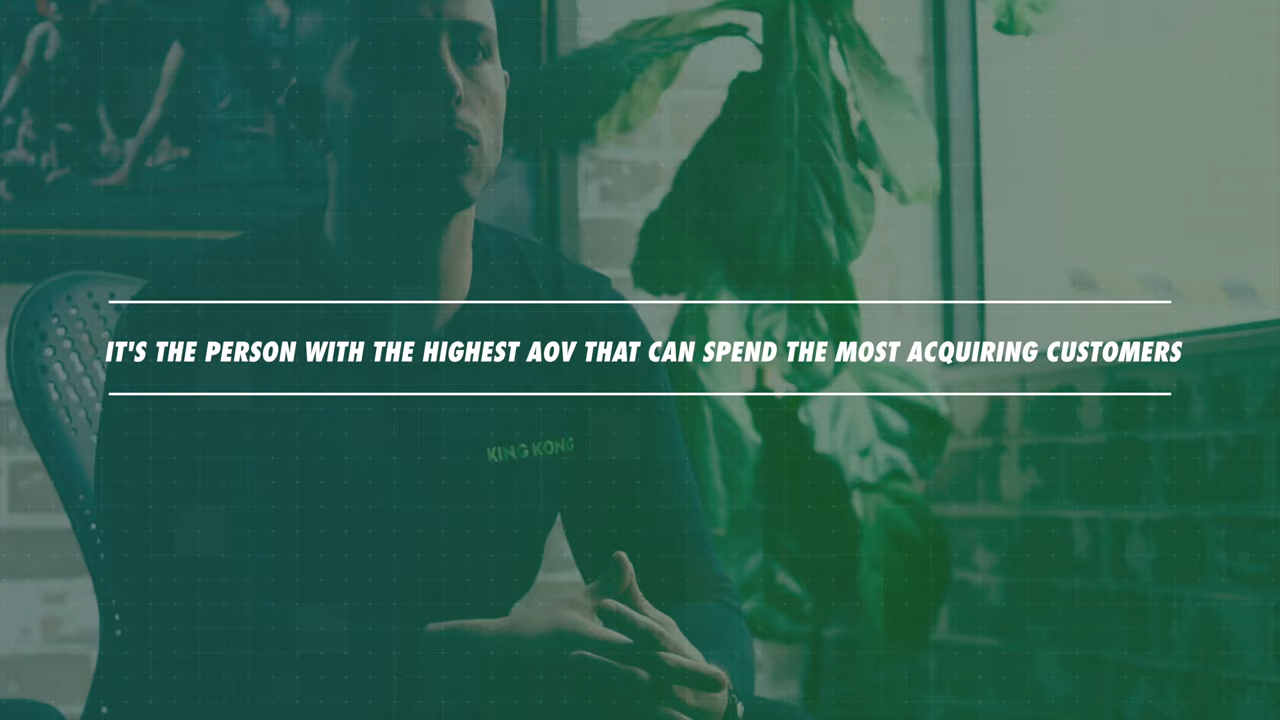 IT'S THE PERSON WITH THE HIGHEST AOV THAT CAN SPEND THE MOST ACQUIRING CUSTOMERS
KING KONG